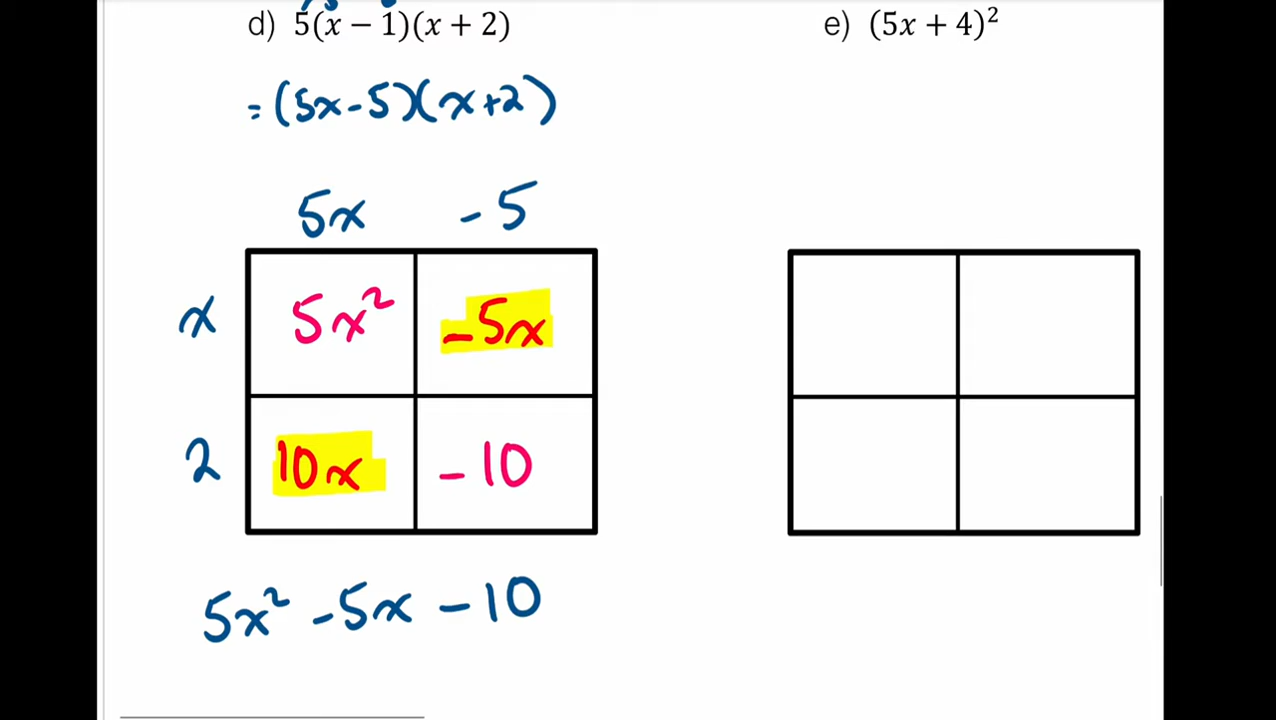 d) 5(x − 1)(x + 2)
= (5x-5)(x+2)
5x -5
x 5x² -5x
2 10x -10
5x² -5x -10
e) (5x + 4)²